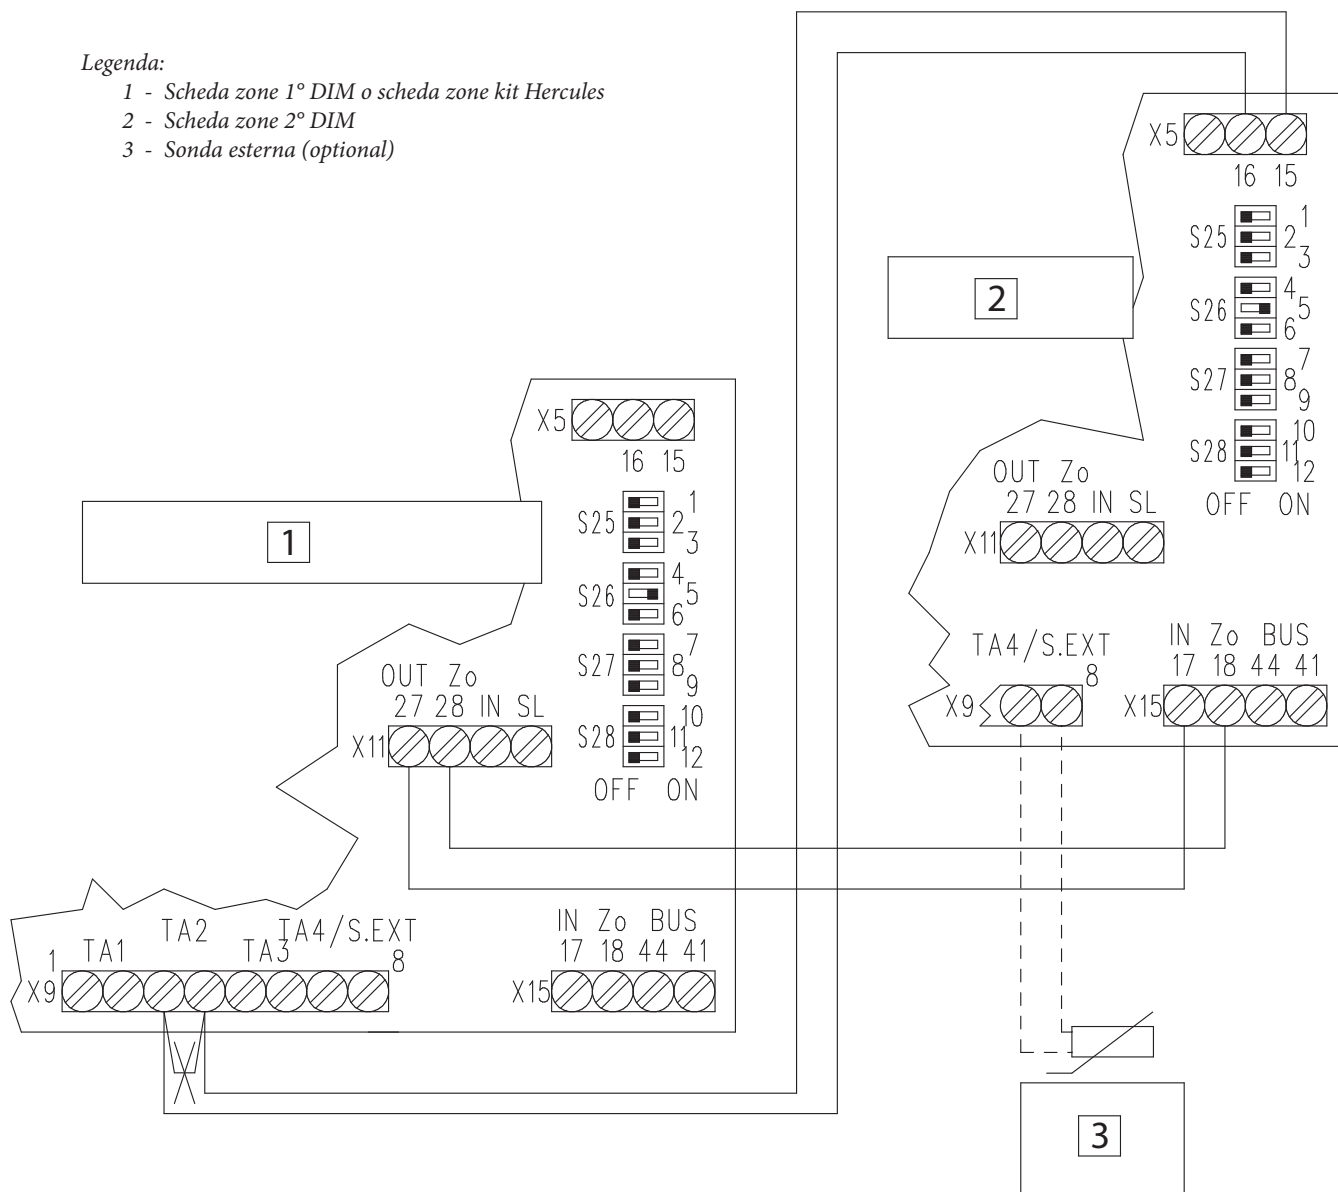 Legenda:
1 - Scheda zone 1° DIM o scheda zone kit Hercules
2 - Scheda zone 2° DIM
3 - Sonda esterna (optional)
X5
16 15
S25
1
2
3
2
S26
4
5
6
S27
7
8
9
S28
10
11
12
OFF ON
OUT Zo
27 28 IN SL
X11
TA4/S.EXT
8
X9
IN Zo BUS
17 18 44 41
X15
X5
16 15
1
S25
1
2
3
S26
4
5
6
S27
7
8
9
S28
10
11
12
OFF ON
OUT Zo
27 28 IN SL
X11
1 TA1 TA2 TA3 TA4/S.EXT 8
X9
IN Zo BUS
17 18 44 41
X15
3